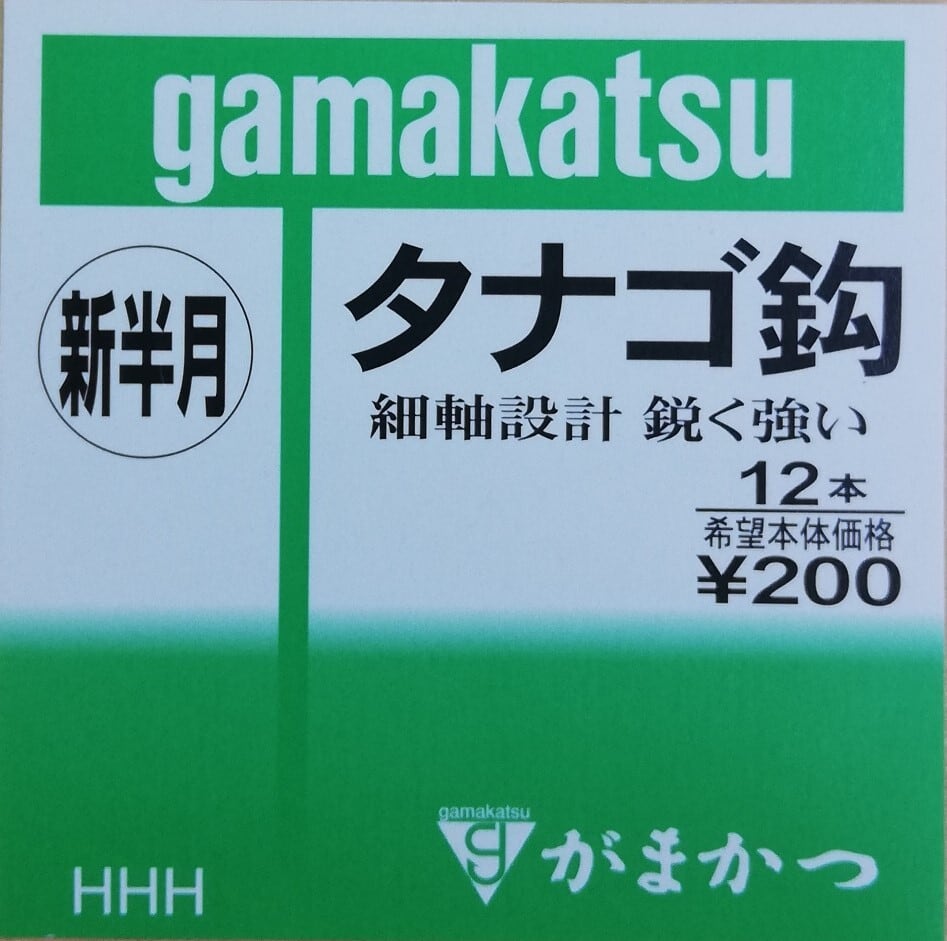 gamakatsu
新半月
タナゴ鈎
細軸設計 鋭く強い
12本
希望本体価格
¥200
gamakatsu
がまかつ
HHH